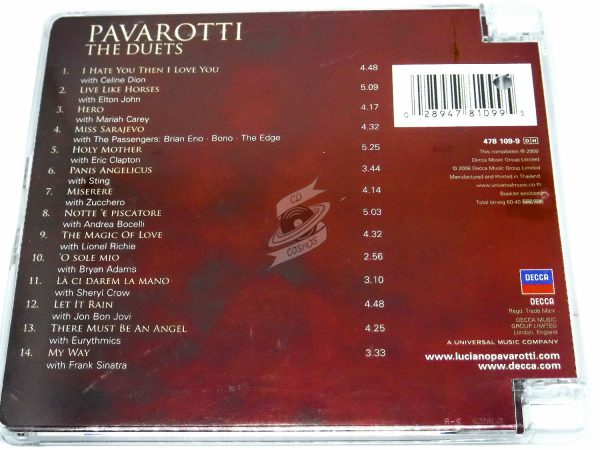 PAVAROTTI
THE DUETS
1. I Hate You Then I Love You 4.48
with Celine Dion
2. Live Like Horses 5.09
with Elton John
3. Hero 4.17
with Mariah Carey
4. Miss Sarajevo 4.32
with The Passengers: Brian Eno · Bono · The Edge
5. Holy Mother 5.25
with Eric Clapton
6. Panis Angelicus 3.44
with Sting
7. Miserere 4.14
with Zucchero
8. Notte 'e piscatore 5.03
with Andrea Bocelli
9. The Magic Of Love 4.32
with Lionel Richie
10. 'O sole mio 2.56
with Bryan Adams
11. Là ci darem la mano 3.10
with Sheryl Crow
12. Let It Rain 4.48
with Jon Bon Jovi
13. There Must Be An Angel 4.25
with Eurythmics
14. My Way 3.33
with Frank Sinatra
CD
COSMOS
0 28947 81099 5
478 109-9 DH
This compilation ℗ 2008
Decca Music Group Limited
© 2008 Decca Music Group Limited
Manufactured and Printed in Thailand
www.universalmusic.co.th
Booklet enclosed
Total timing 60.40
DECCA
DECCA
Regd. Trade Mark
DECCA MUSIC
GROUP LIMITED
London, England
A UNIVERSAL MUSIC COMPANY
www.lucianopavarotti.com
www.decca.com